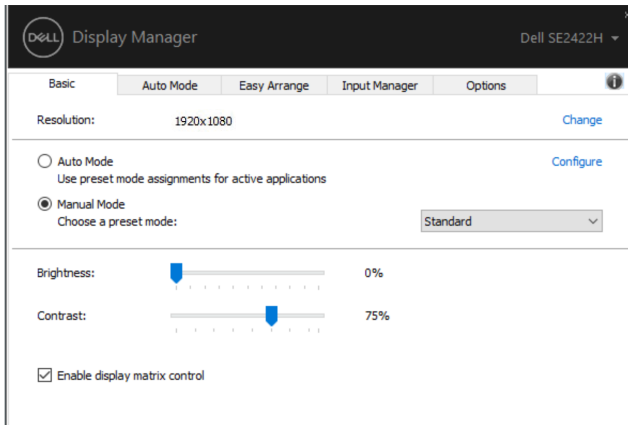 DELL Display Manager Dell SE2422H
Basic Auto Mode Easy Arrange Input Manager Options
Resolution: 1920x1080 Change
Auto Mode Configure
Use preset mode assignments for active applications
Manual Mode
Choose a preset mode: Standard
Brightness: 0%
Contrast: 75%
Enable display matrix control